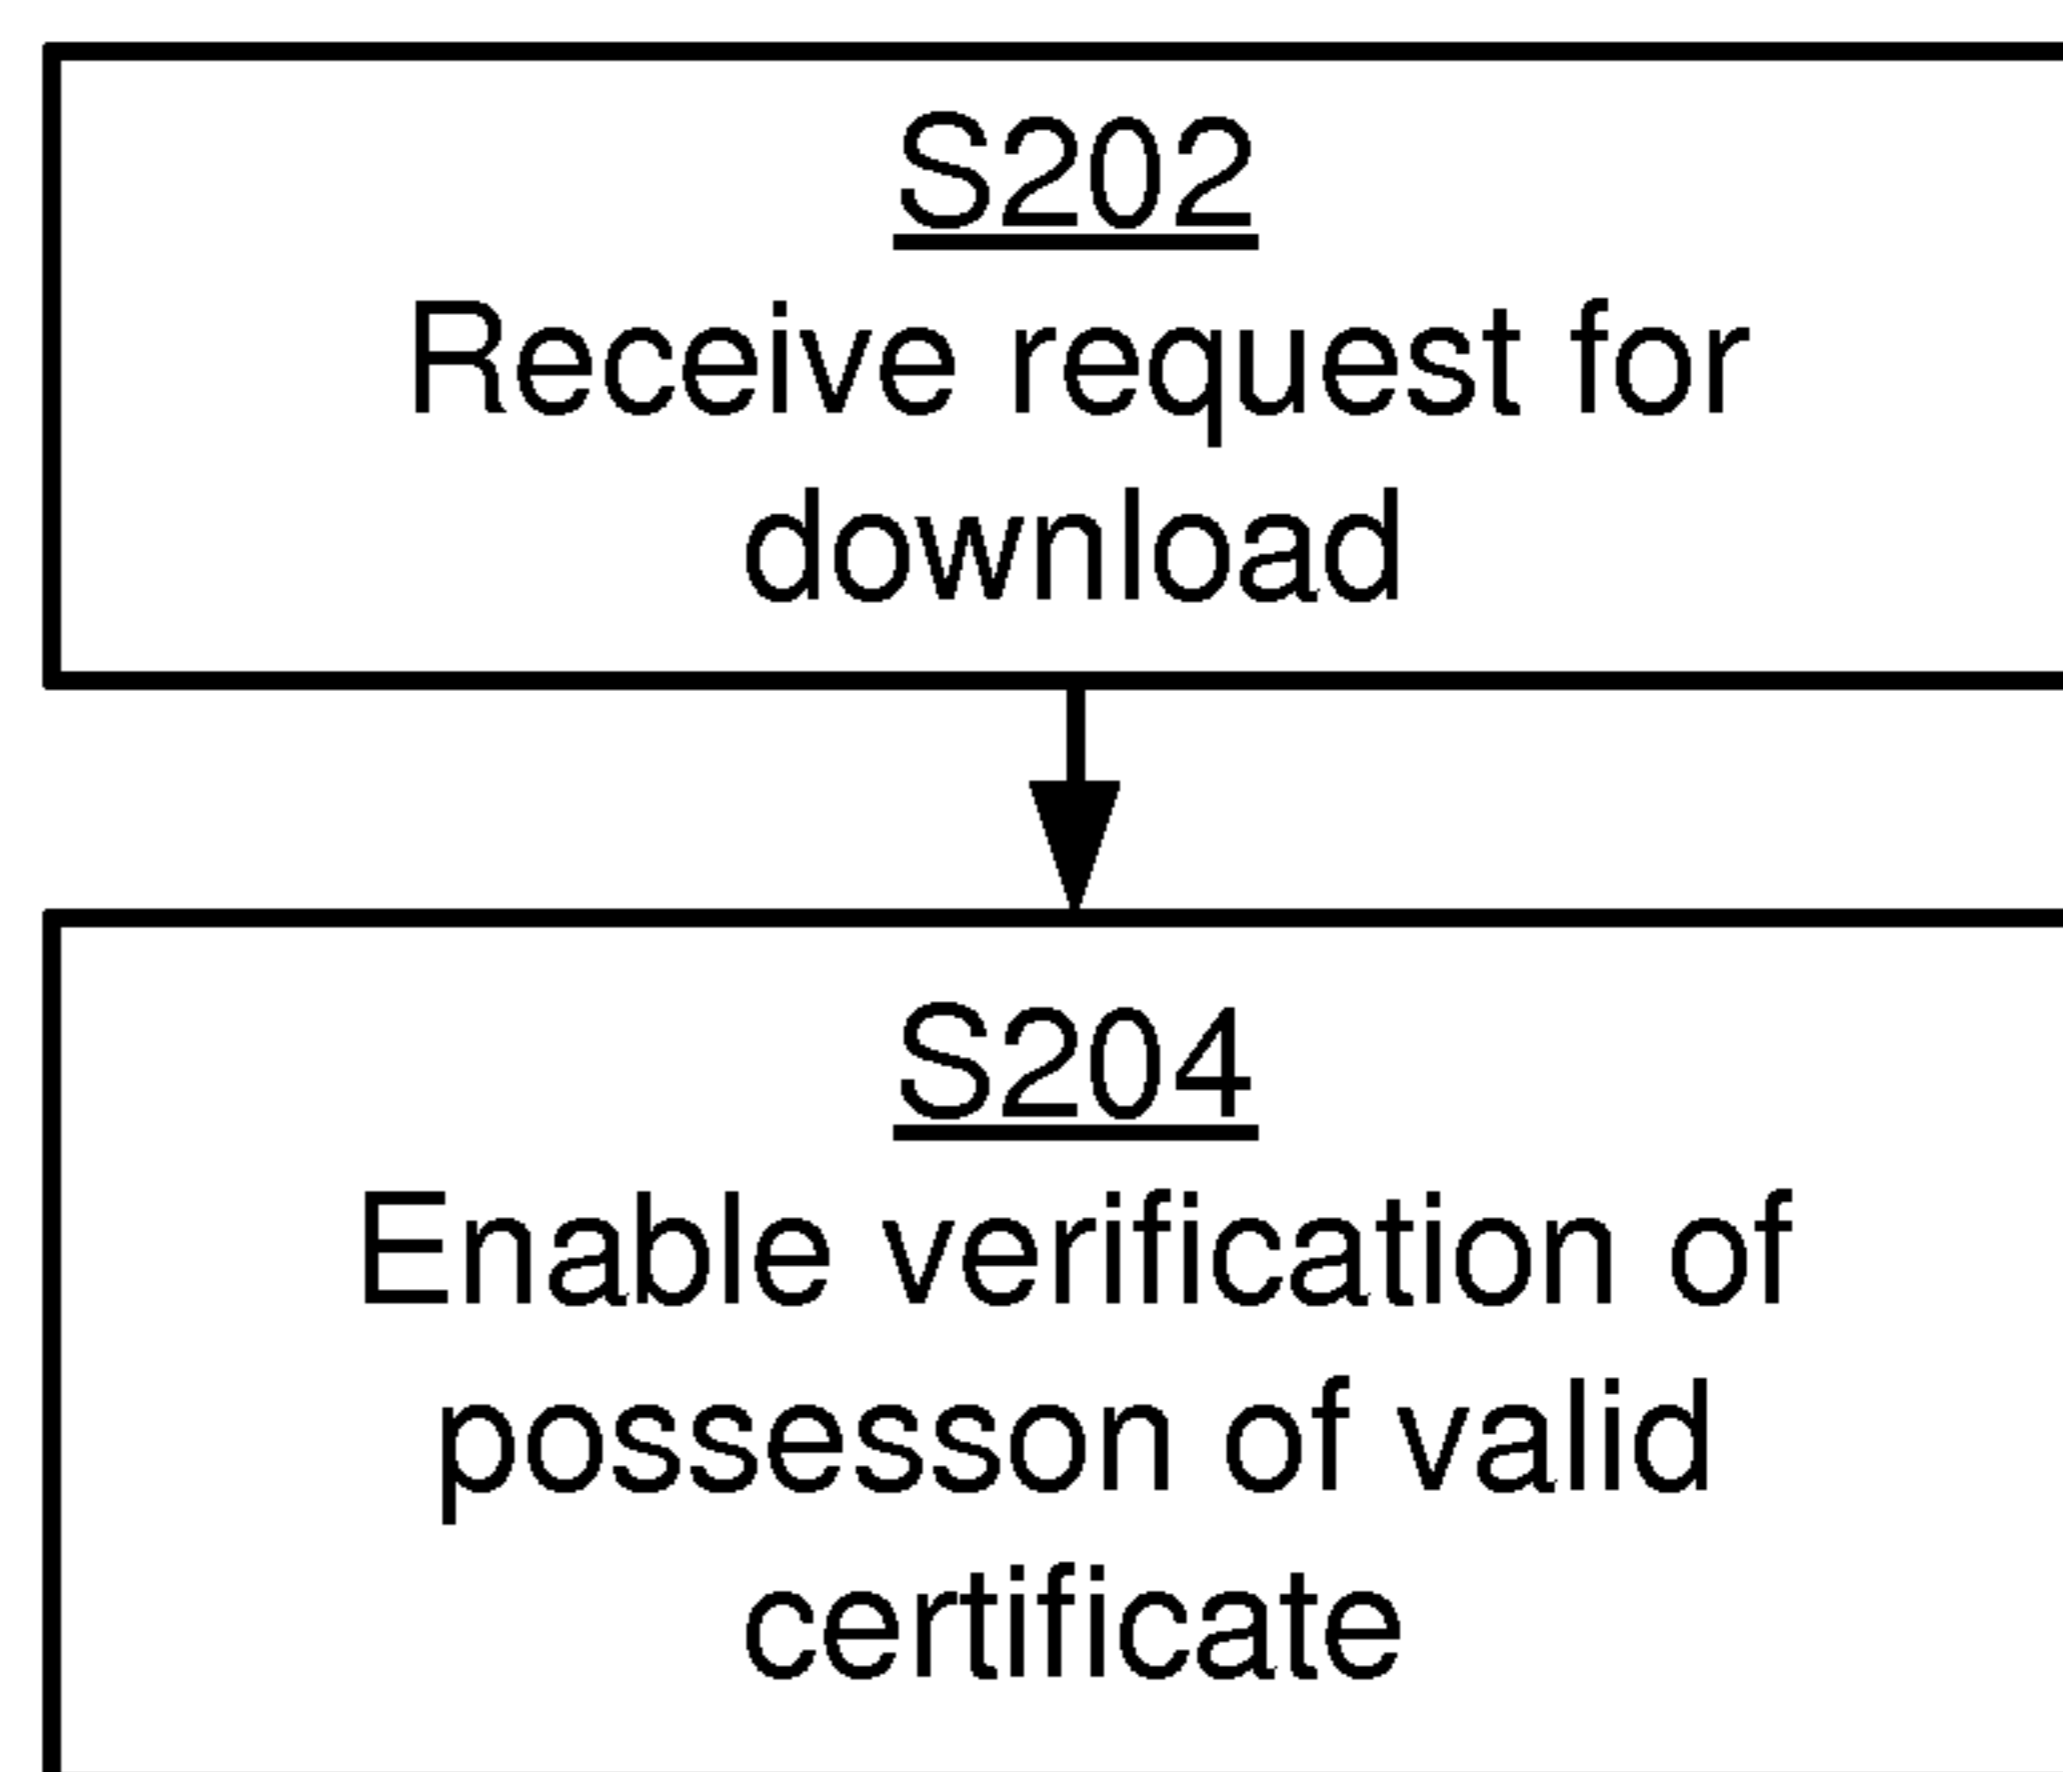 S202
Receive request for
download
S204
Enable verification of
possesson of valid
certificate